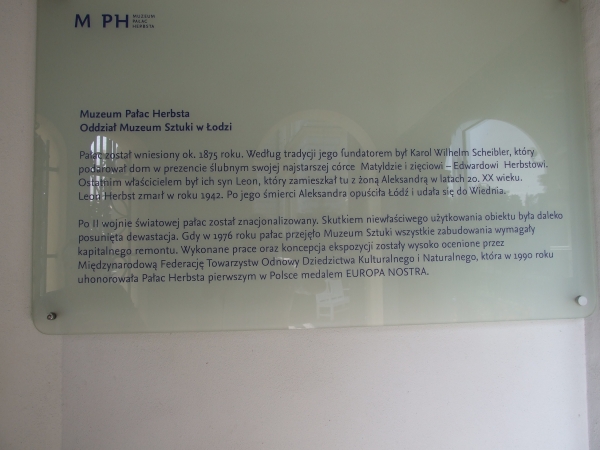 M PH MUZEUM
PAŁAC
HERBSTA
Muzeum Pałac Herbsta
Oddział Muzeum Sztuki w Łodzi
Pałac został wniesiony ok. 1875 roku. Według tradycji jego fundatorem był Karol Wilhelm Scheibler, który
podarował dom w prezencie ślubnym swojej najstarszej córce Matyldzie i zięciowi – Edwardowi Herbstowi.
Ostatnim właścicielem był ich syn Leon, który zamieszkał tu z żoną Aleksandrą w latach 20. XX wieku.
Leon Herbst zmarł w roku 1942. Po jego śmierci Aleksandra opuściła Łódź i udała się do Wiednia.
Po II wojnie światowej pałac został znacjonalizowany. Skutkiem niewłaściwego użytkowania obiektu była daleko
posunięta dewastacja. Gdy w 1976 roku pałac przejęło Muzeum Sztuki wszystkie zabudowania wymagały
kapitalnego remontu. Wykonane prace oraz koncepcja ekspozycji zostały wysoko ocenione przez
Międzynarodową Federację Towarzystw Odnowy Dziedzictwa Kulturalnego i Naturalnego, która w 1990 roku
uhonorowała Pałac Herbsta pierwszym w Polsce medalem EUROPA NOSTRA.